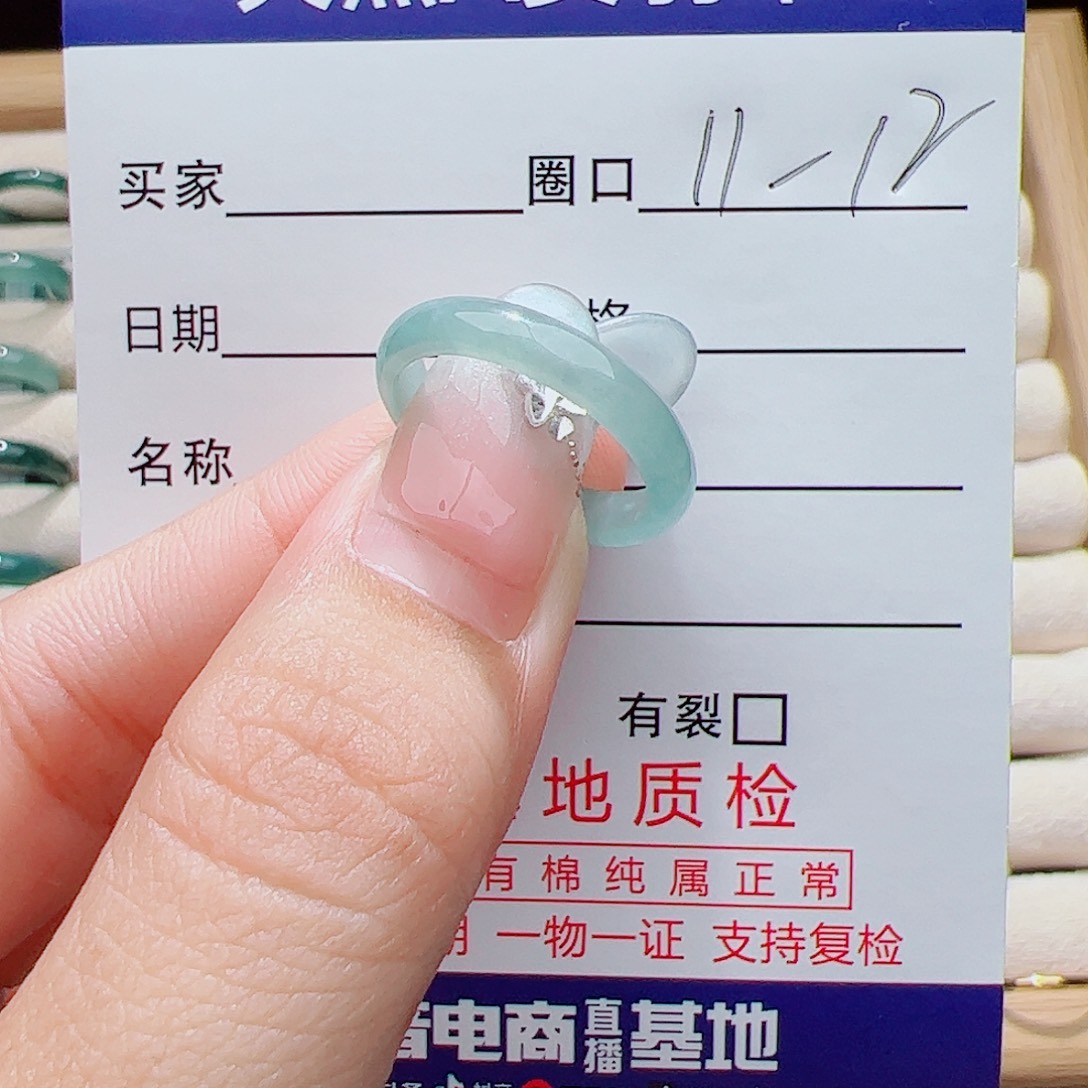 买家 圈口 11-12
日期 格
名称
有裂□
地质检
有棉纯属正常
一物一证 支持复检
电商直播基地